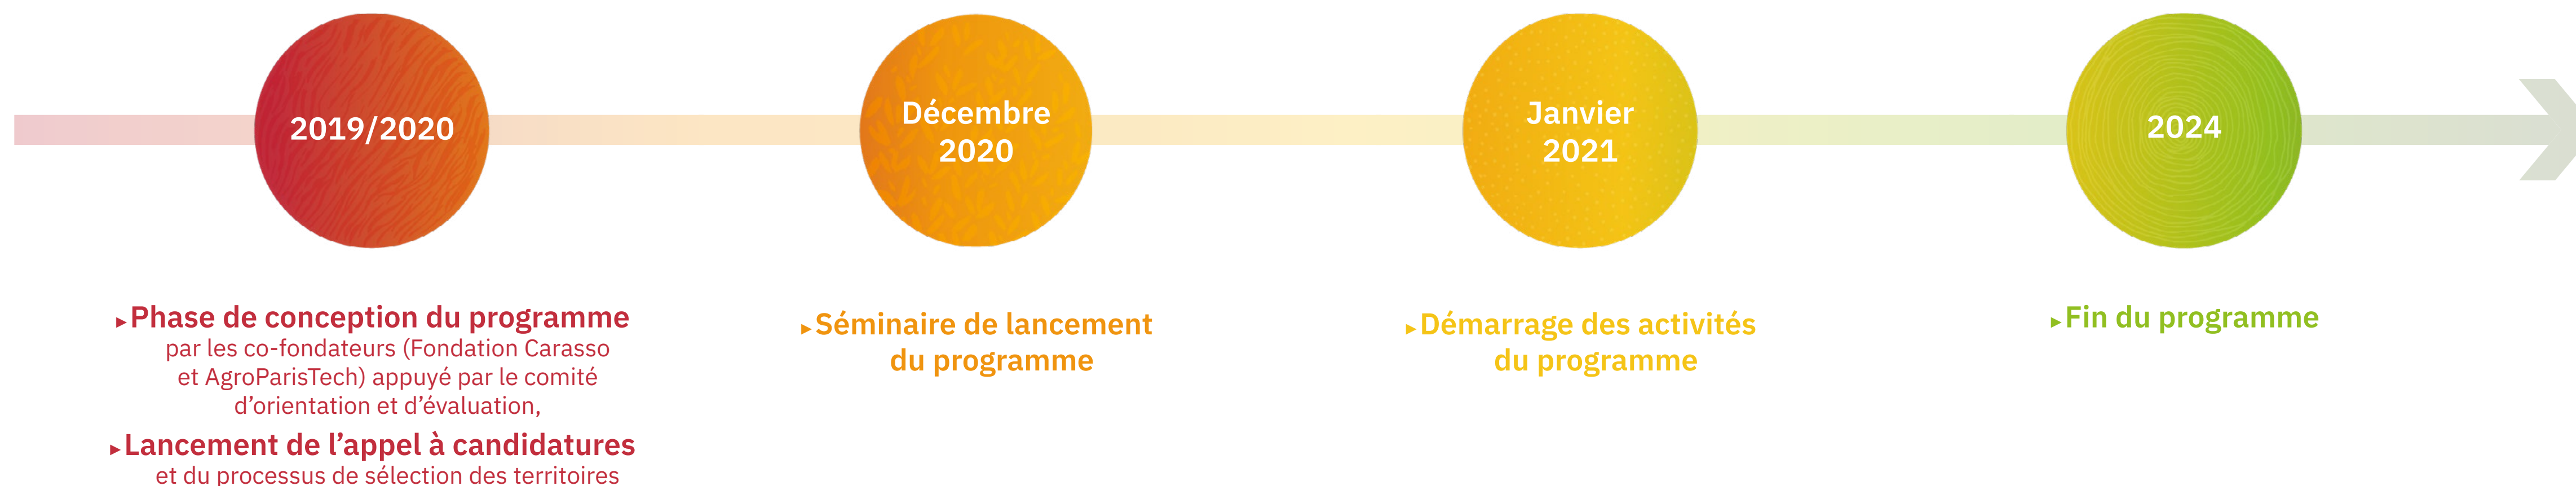 2019/2020
Décembre
2020
Janvier
2021
2024
▸Phase de conception du programme
par les co-fondateurs (Fondation Carasso
et AgroParisTech) appuyé par le comité
d’orientation et d’évaluation,
▸Lancement de l’appel à candidatures
et du processus de sélection des territoires
▸Séminaire de lancement
du programme
▸Démarrage des activités
du programme
▸Fin du programme